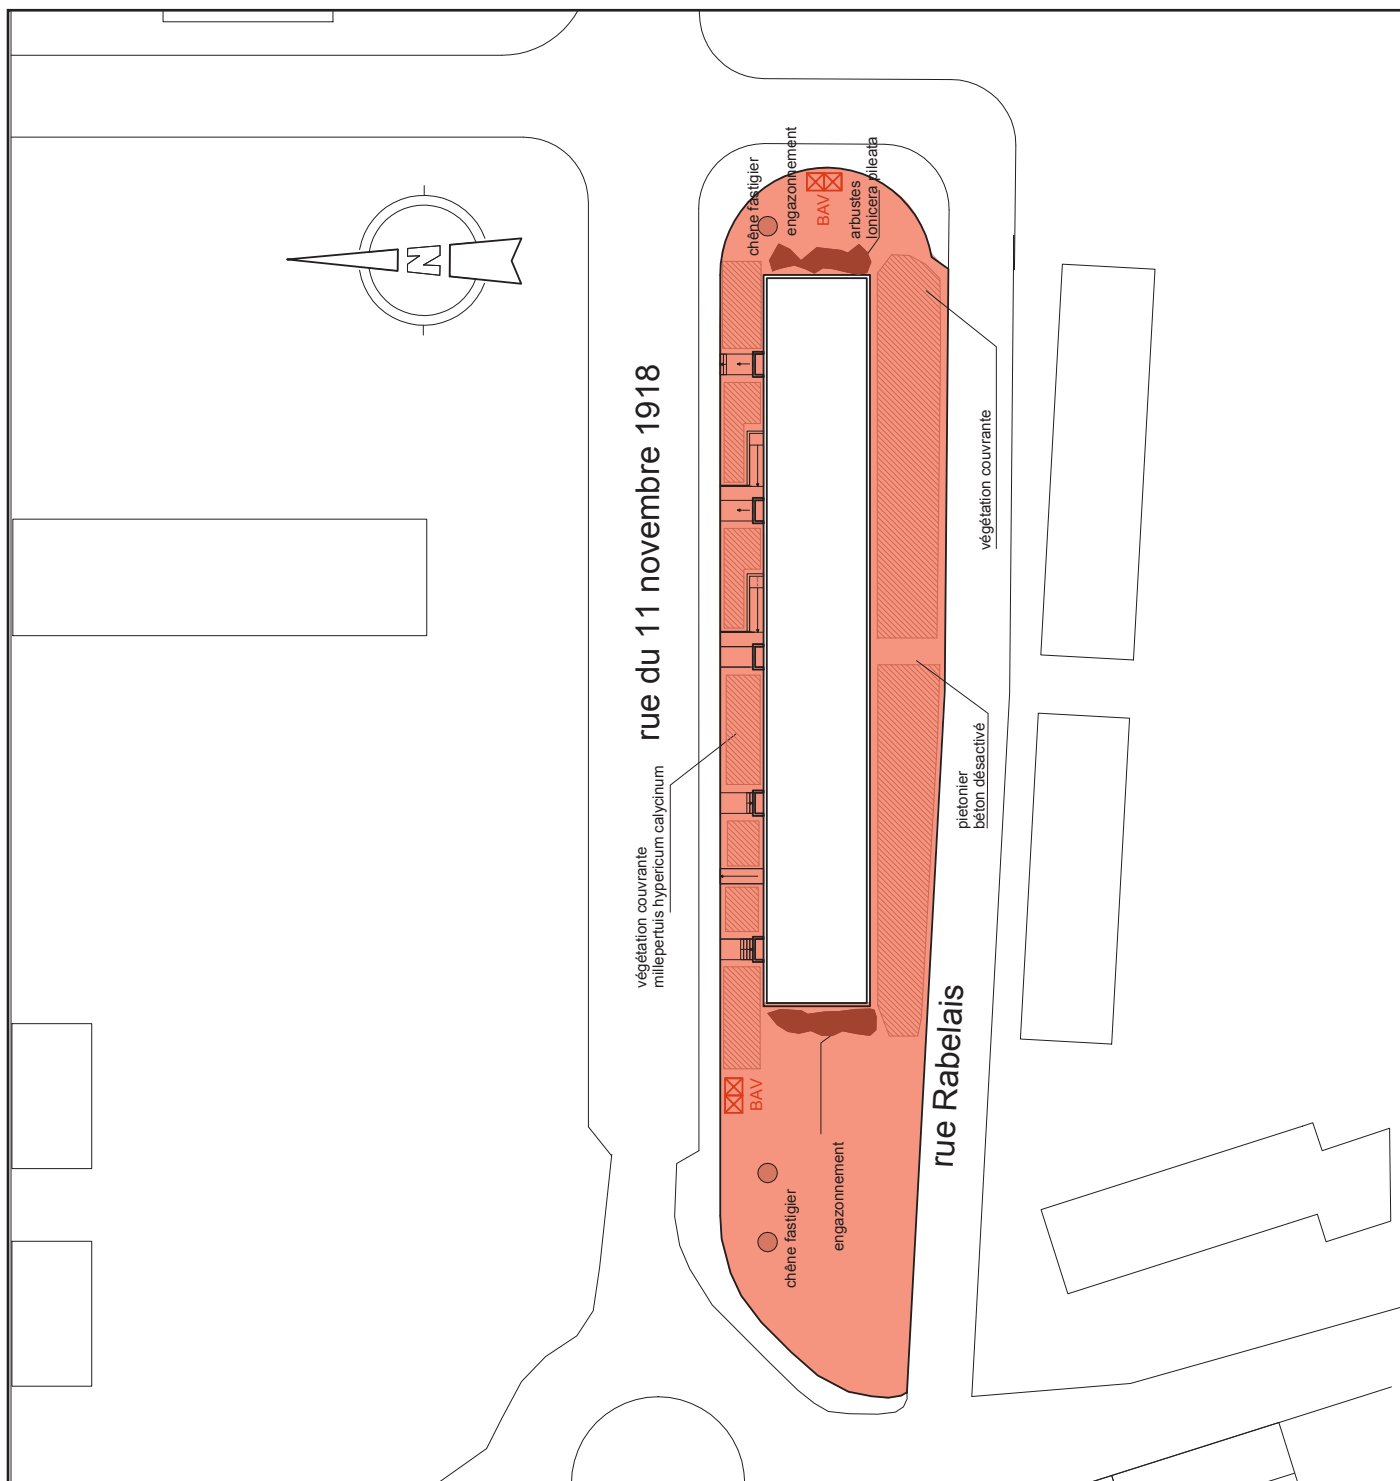 chêne fastigier
engazonnement
BAV
arbustes
lonicera pileata
N
rue du 11 novembre 1918
végétation couvrante
végétation couvrante
millepertuis hypericum calycinum
pietonier
béton désactivé
rue Rabelais
BAV
engazonnement
chêne fastigier